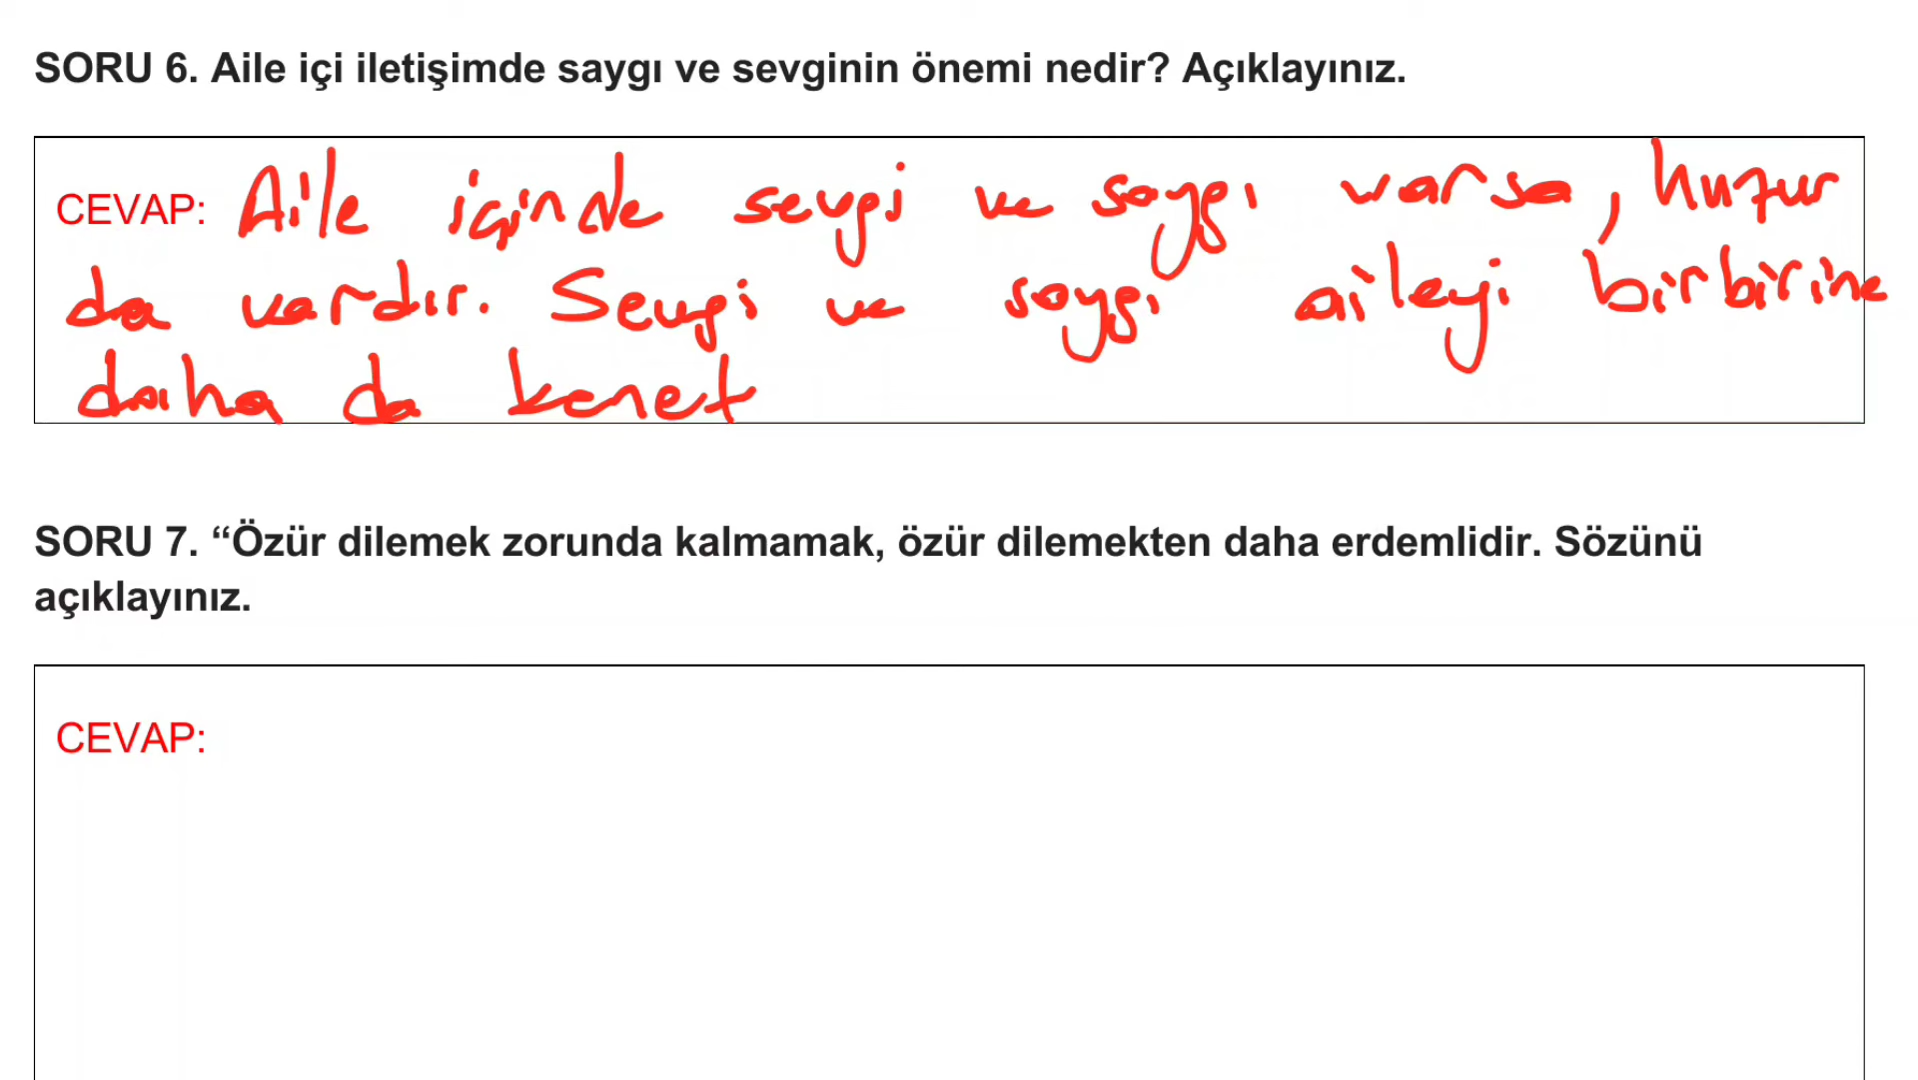 SORU 6. Aile içi iletişimde saygı ve sevginin önemi nedir? Açıklayınız.
CEVAP: Aile içinde sevgi ve saygı varsa, huzur
da vardır. Sevgi ve saygı aileyi birbirine
daha da kenet
SORU 7. “Özür dilemek zorunda kalmamak, özür dilemekten daha erdemlidir. Sözünü
açıklayınız.
CEVAP: